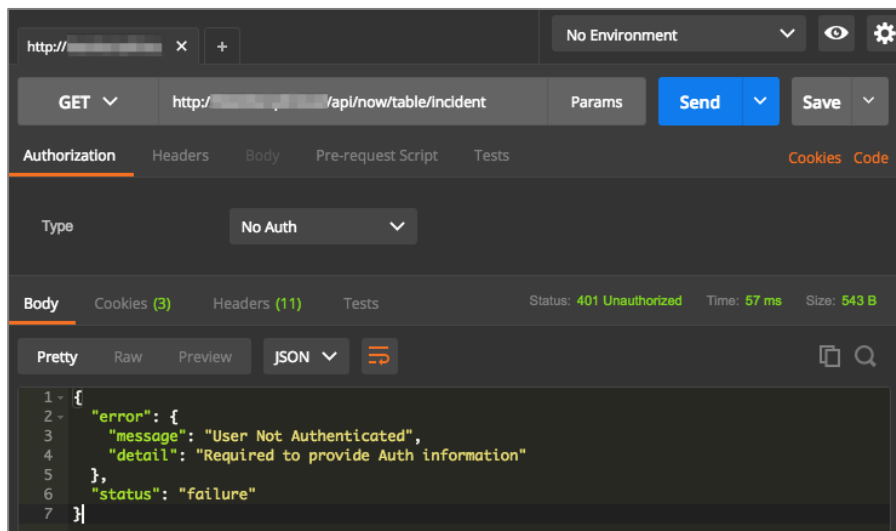 http://
No Environment
GET http:/ /api/now/table/incident Params Send Save
Authorization Headers Body Pre-request Script Tests Cookies Code
Type No Auth
Body Cookies (3) Headers (11) Tests Status: 401 Unauthorized Time: 57 ms Size: 543 B
Pretty Raw Preview JSON
1 {
2 "error": {
3 "message": "User Not Authenticated",
4 "detail": "Required to provide Auth information"
5 },
6 "status": "failure"
7 }